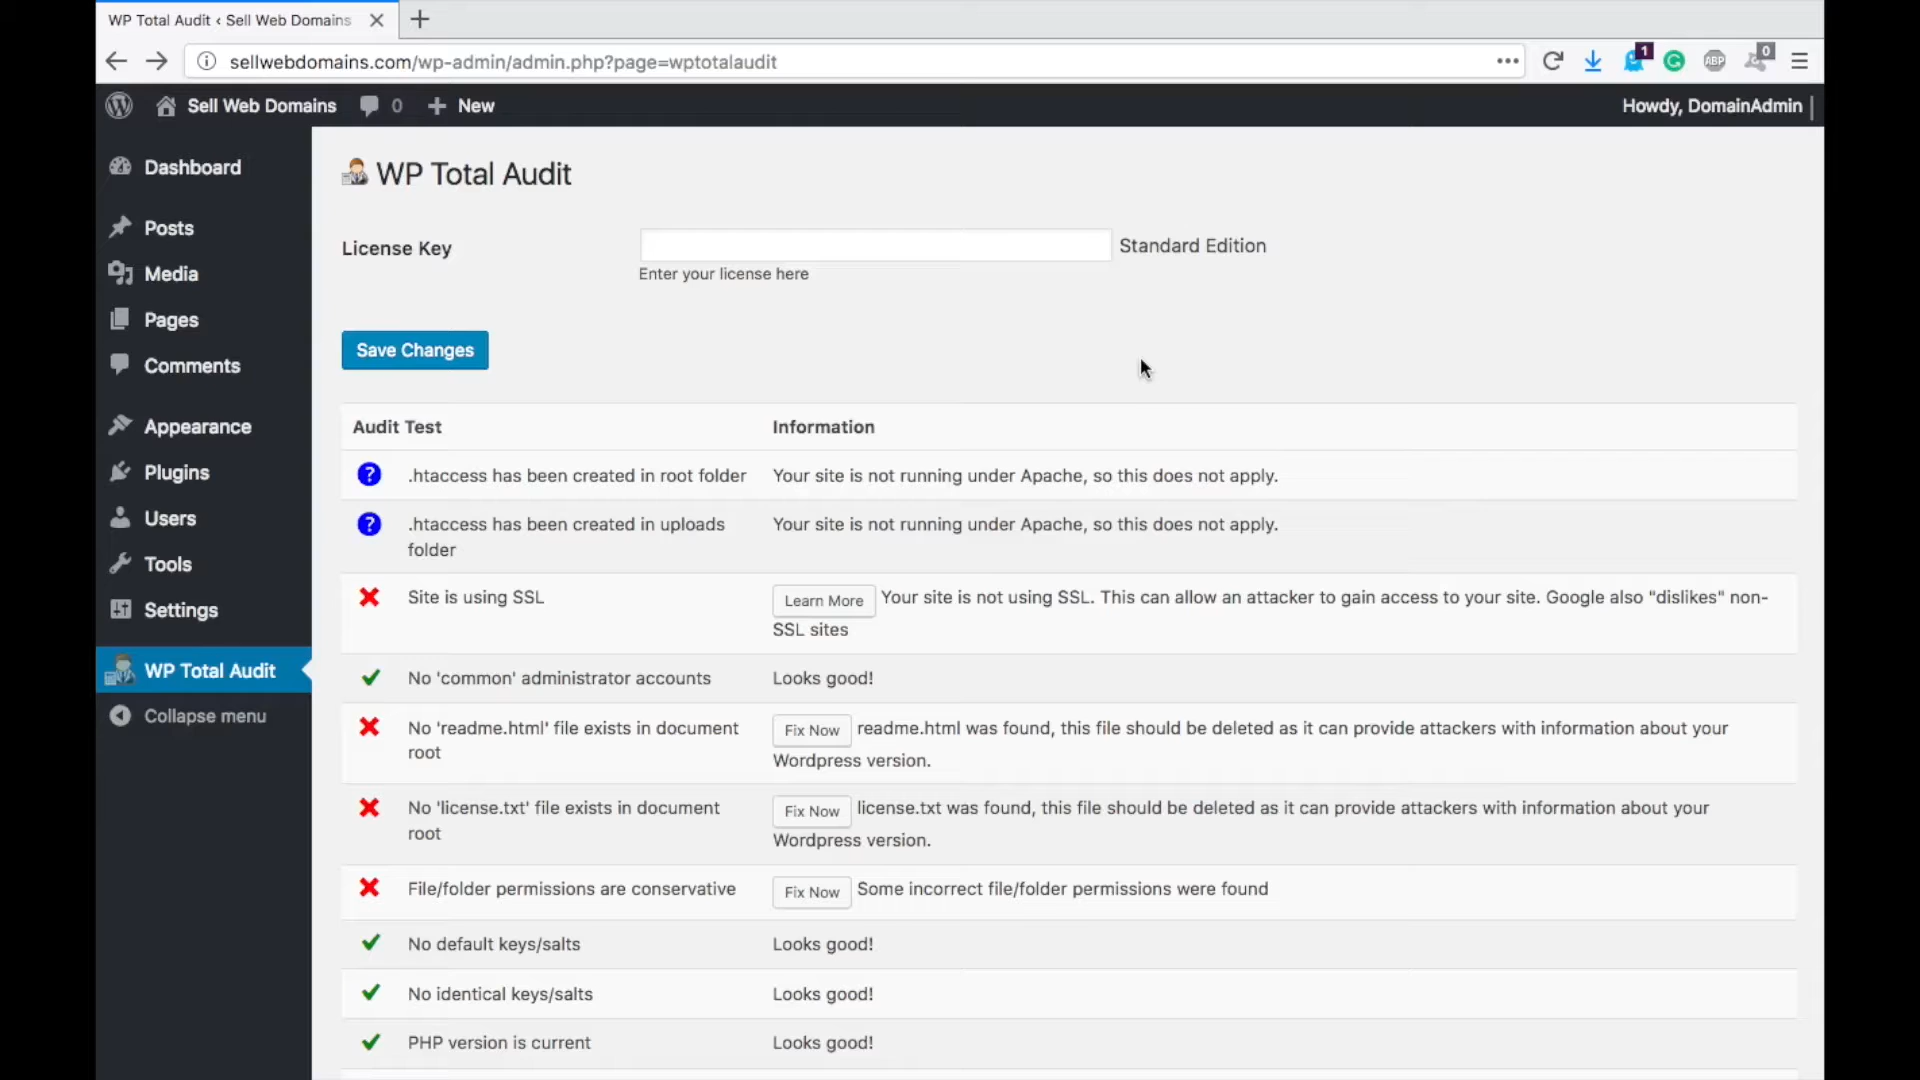 WP Total Audit ‹ Sell Web Domains
sellwebdomains.com/wp-admin/admin.php?page=wptotalaudit
1
ABP
0
Sell Web Domains
0
New
Howdy, DomainAdmin
Dashboard
Posts
Media
Pages
Comments
Appearance
Plugins
Users
Tools
Settings
WP Total Audit
Collapse menu
WP Total Audit
License Key
Standard Edition
Enter your license here
Save Changes
Audit Test Information
? .htaccess has been created in root folder Your site is not running under Apache, so this does not apply.
? .htaccess has been created in uploads Your site is not running under Apache, so this does not apply.
folder
Site is using SSL Learn More Your site is not using SSL. This can allow an attacker to gain access to your site. Google also "dislikes" non-
SSL sites
No 'common' administrator accounts Looks good!
No 'readme.html' file exists in document Fix Now readme.html was found, this file should be deleted as it can provide attackers with information about your
root Wordpress version.
No 'license.txt' file exists in document Fix Now license.txt was found, this file should be deleted as it can provide attackers with information about your
root Wordpress version.
File/folder permissions are conservative Fix Now Some incorrect file/folder permissions were found
No default keys/salts Looks good!
No identical keys/salts Looks good!
PHP version is current Looks good!